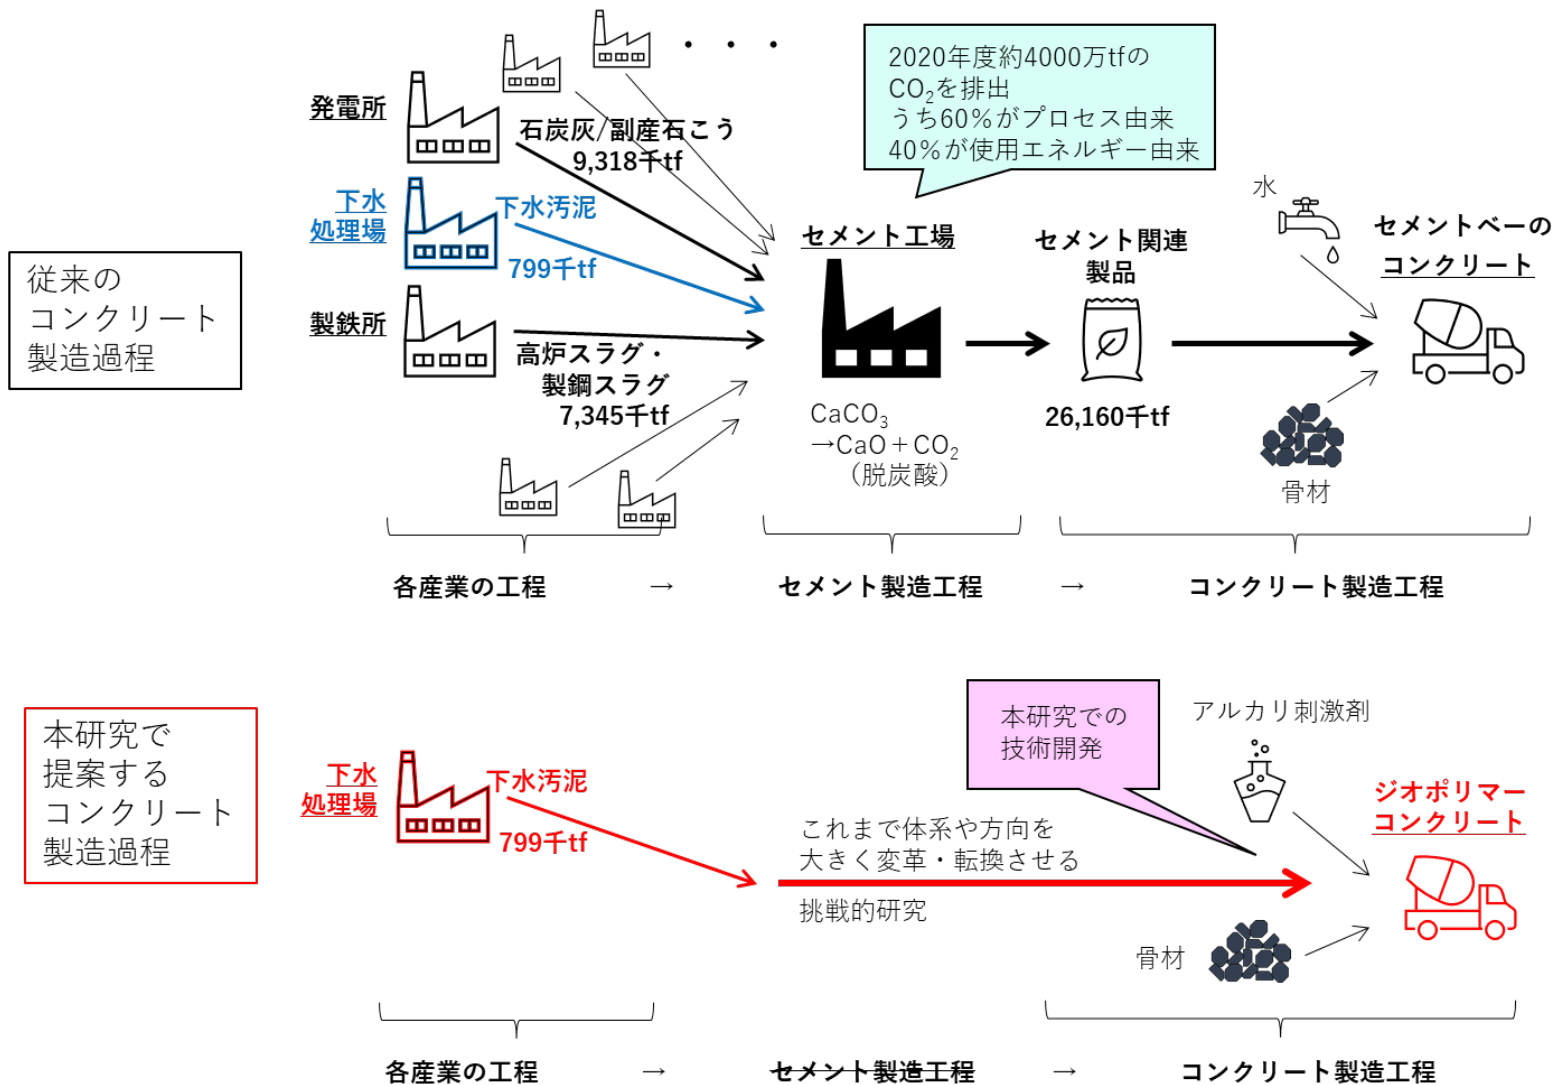 ・・・
2020年度約4000万tfの
CO₂を排出
うち60%がプロセス由来
40%が使用エネルギー由来
発電所
石炭灰/副産石こう
9,318千tf
下水
処理場
下水汚泥
799千tf
製鉄所
高炉スラグ・
製鋼スラグ
7,345千tf
従来の
コンクリート
製造過程
セメント工場
CaCO₃
→CaO+CO₂
(脱炭酸)
セメント関連
製品
26,160千tf
水
セメントベーの
コンクリート
骨材
各産業の工程 → セメント製造工程 → コンクリート製造工程
本研究で
提案する
コンクリート
製造過程
下水
処理場
下水汚泥
799千tf
本研究での
技術開発
これまで体系や方向を
大きく変革・転換させる
挑戦的研究
アルカリ刺激剤
ジオポリマー
コンクリート
骨材
各産業の工程 → セメント製造工程 → コンクリート製造工程